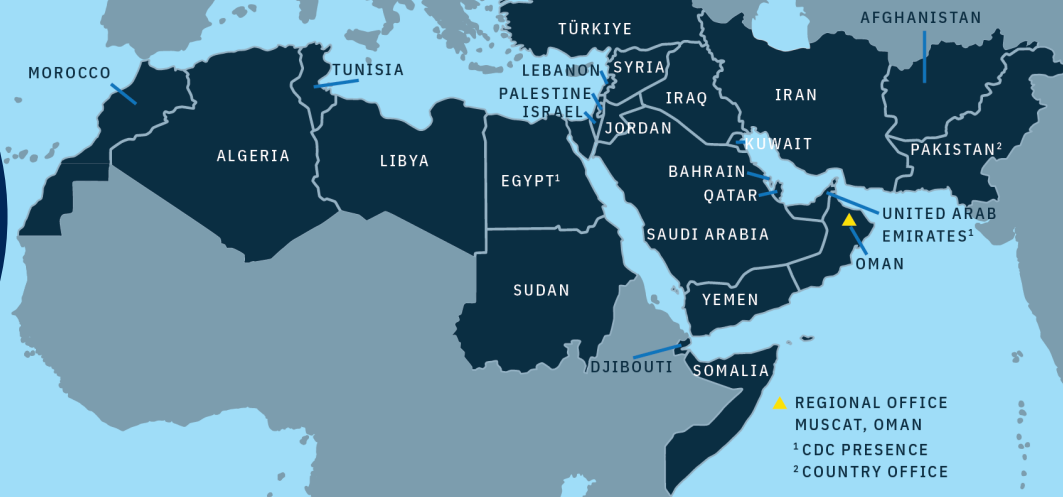 AFGHANISTAN
TÜRKIYE
MOROCCO
TUNISIA
LEBANON
SYRIA
PALESTINE
IRAQ
IRAN
ISRAEL
JORDAN
KUWAIT
PAKISTAN²
ALGERIA
LIBYA
EGYPT¹
BAHRAIN
QATAR
UNITED ARAB
EMIRATES¹
SAUDI ARABIA
OMAN
SUDAN
YEMEN
DJIBOUTI
SOMALIA
REGIONAL OFFICE
MUSCAT, OMAN
¹ CDC PRESENCE
² COUNTRY OFFICE